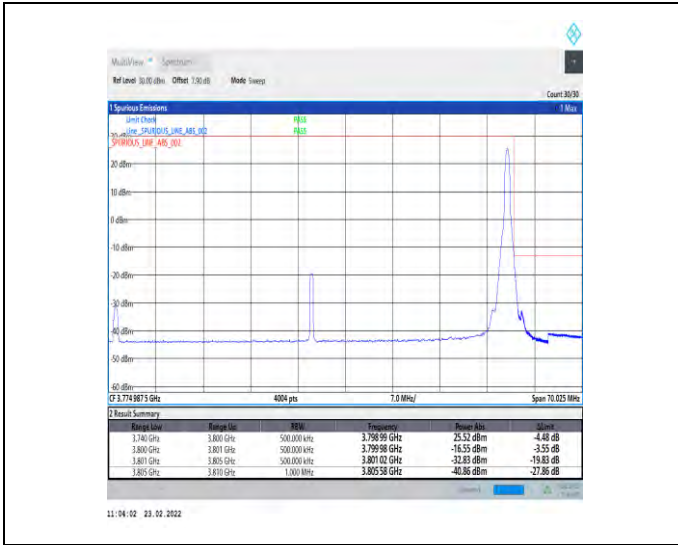 MultiView Spectrum
Ref Level 30.00 dBm Offset 7.90 dB Mode Sweep
Count 30/30
1 Spurious Emissions 1 Max
Limit Check PASS
Line _SPURIOUS_LINE_ABS_002 PASS
_SPURIOUS_LINE_ABS_002
20 dBm
10 dBm
0 dBm
-10 dBm
-20 dBm
-30 dBm
-40 dBm
-50 dBm
-60 dBm
CF 3.774 987 5 GHz 4004 pts 7.0 MHz/ Span 70.025 MHz
2 Result Summary
Range Low Range Up RBW Frequency Power Abs ΔLimit
3.740 GHz 3.800 GHz 500.000 kHz 3.798 99 GHz 25.52 dBm -4.48 dB
3.800 GHz 3.801 GHz 500.000 kHz 3.799 98 GHz -16.55 dBm -3.55 dB
3.801 GHz 3.805 GHz 500.000 kHz 3.801 02 GHz -32.83 dBm -19.83 dB
3.805 GHz 3.810 GHz 1.000 MHz 3.805 58 GHz -40.86 dBm -27.86 dB
11:04:02 23.02.2022